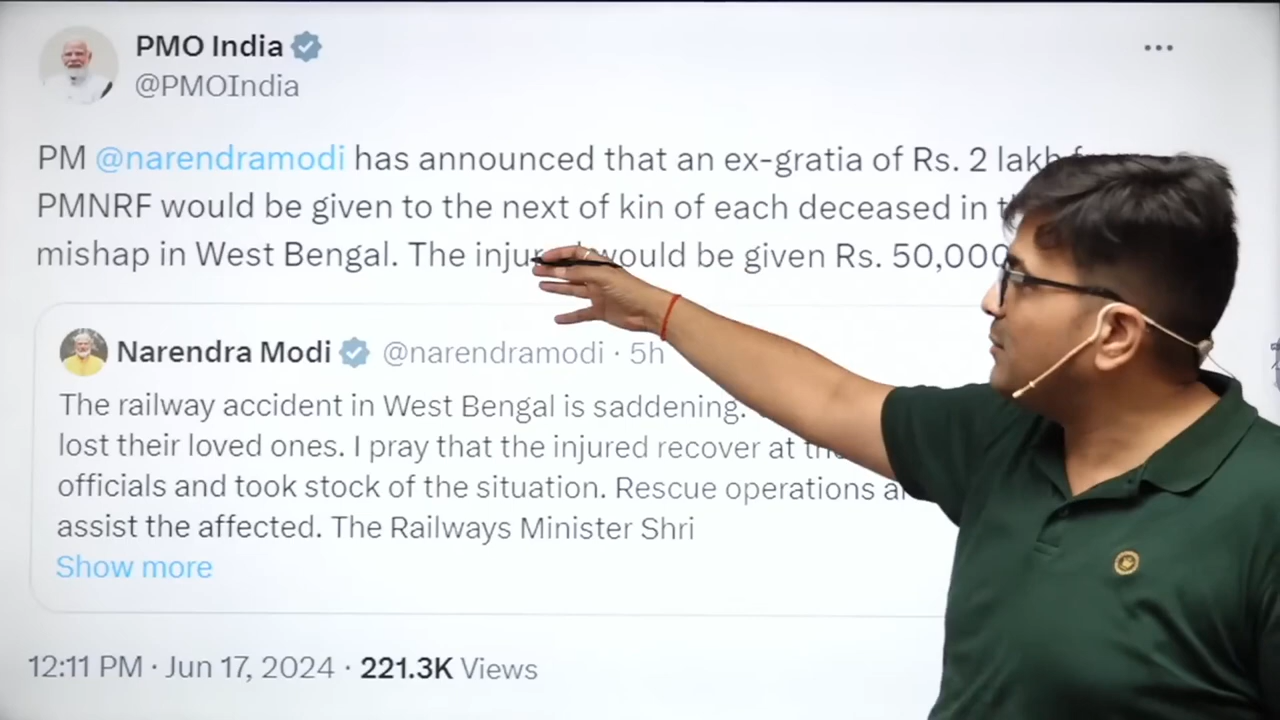 PMO India
@PMOIndia
PM @narendramodi has announced that an ex-gratia of Rs. 2 lakh
PMNRF would be given to the next of kin of each deceased in
mishap in West Bengal. The would be given Rs. 50,000
Narendra Modi @narendramodi · 5h
The railway accident in West Bengal is saddening.
lost their loved ones. I pray that the injured recover at
officials and took stock of the situation. Rescue operations
assist the affected. The Railways Minister Shri
Show more
12:11 PM · Jun 17, 2024 · 221.3K Views